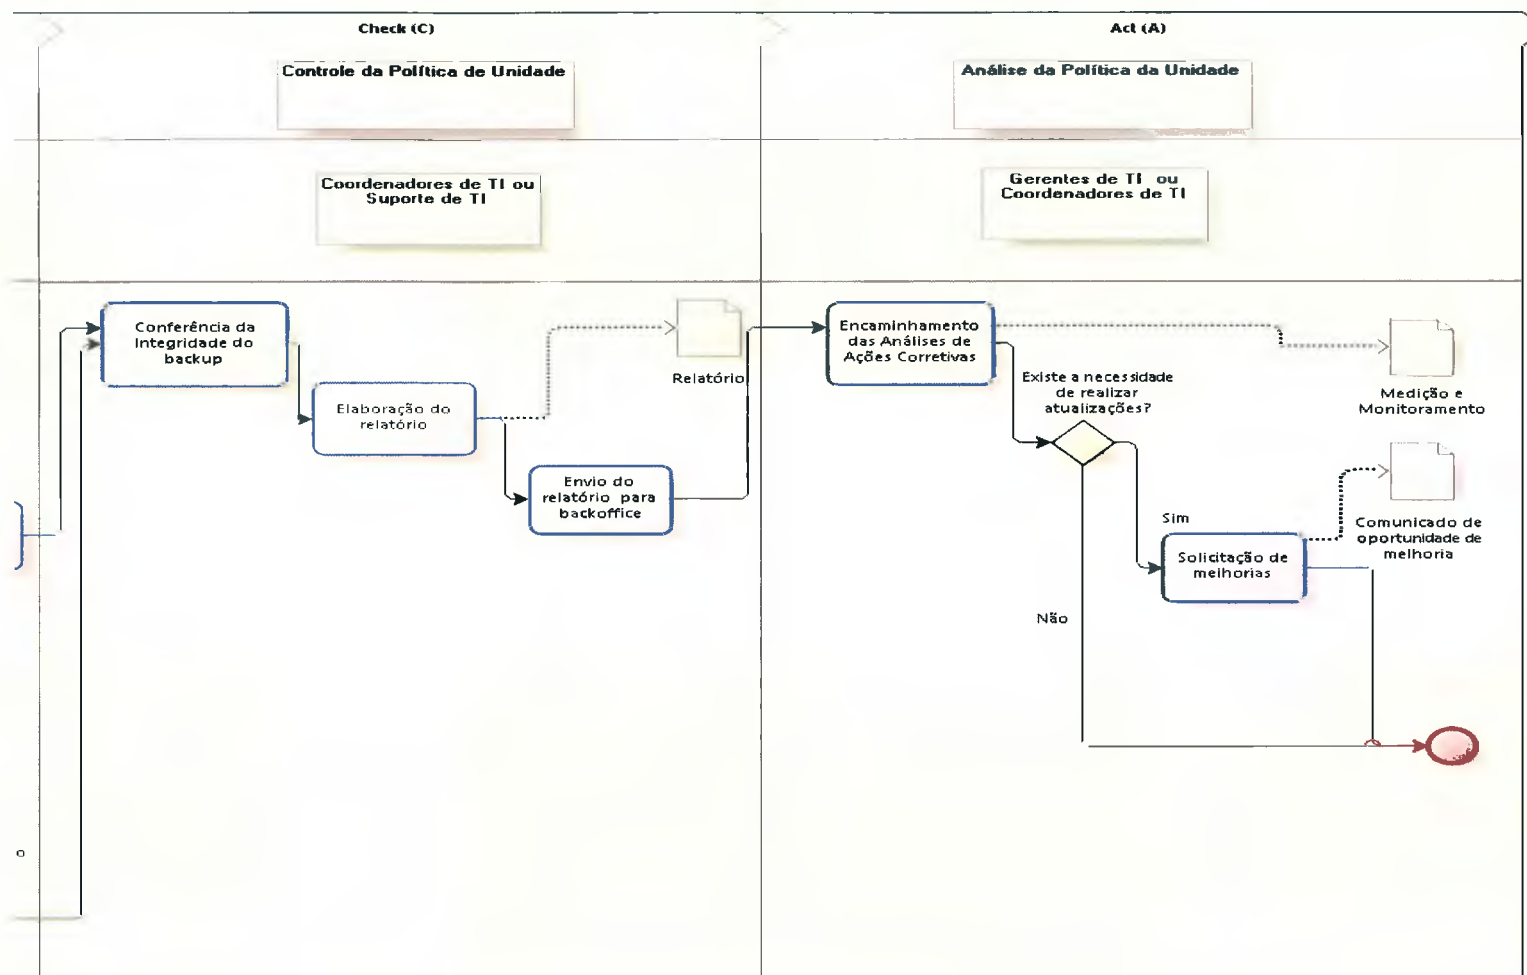 Check (C)
Act (A)
Controle da Política de Unidade
Análise da Política da Unidade
Coordenadores de TI ou
Suporte de TI
Gerentes de TI ou
Coordenadores de TI
Conferência da
Integridade do
backup
Elaboração do
relatório
Relatório
Envio do
relatório para
backoffice
Encaminhamento
das Análises de
Ações Corretivas
Existe a necessidade
de realizar
atualizações?
Medição e
Monitoramento
Sim
Solicitação de
melhorias
Comunicado de
oportunidade de
melhoria
Não
o